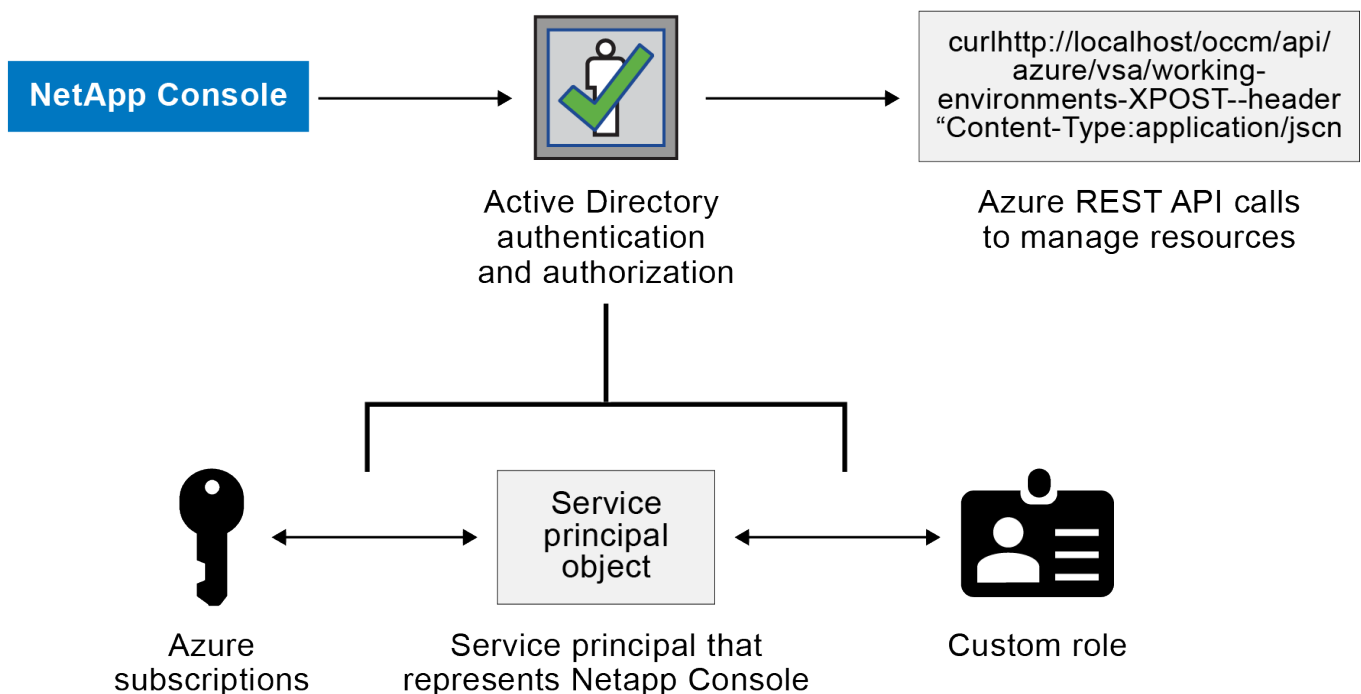 NetApp Console
curlhttp://localhost/occm/api/
azure/vsa/working-
environments-XPOST--header
“Content-Type:application/jscn
Active Directory
authentication
and authorization
Azure REST API calls
to manage resources
Service
principal
object
Azure
subscriptions
Service principal that
represents Netapp Console
Custom role